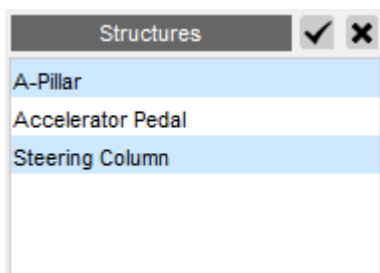 Structures
A-Pillar
Accelerator Pedal
Steering Column